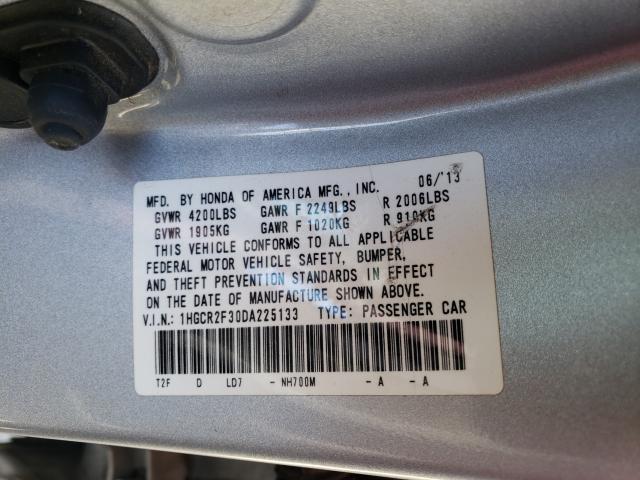 MFD. BY HONDA OF AMERICA MFG., INC. 06/'13
GVWR 4200LBS GAWR F 2249LBS R 2006LBS
GVWR 1905KG GAWR F 1020KG R 910KG
THIS VEHICLE CONFORMS TO ALL APPLICABLE
FEDERAL MOTOR VEHICLE SAFETY, BUMPER,
AND THEFT PREVENTION STANDARDS IN EFFECT
ON THE DATE OF MANUFACTURE SHOWN ABOVE.
V.I.N.: 1HGCR2F30DA225133 TYPE: PASSENGER CAR
T2F D LD7 - NH700M - A - A